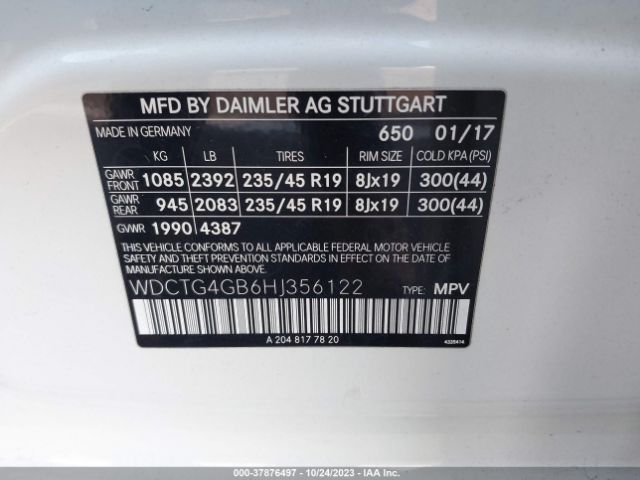 MFD BY DAIMLER AG STUTTGART
MADE IN GERMANY 650 01/17
KG LB TIRES RIM SIZE COLD KPA (PSI)
GAWR FRONT 1085 2392 235/45 R19 8Jx19 300(44)
GAWR REAR 945 2083 235/45 R19 8Jx19 300(44)
GVWR 1990 4387
THIS VEHICLE CONFORMS TO ALL APPLICABLE FEDERAL MOTOR VEHICLE
SAFETY AND THEFT PREVENTION STANDARDS IN EFFECT ON THE DATE
OF MANUFACTURE SHOWN ABOVE.
WDCTG4GB6HJ356122 TYPE: MPV
A 204 817 78 20
4335414
000-37876497 - 10/24/2023 - IAA Inc.